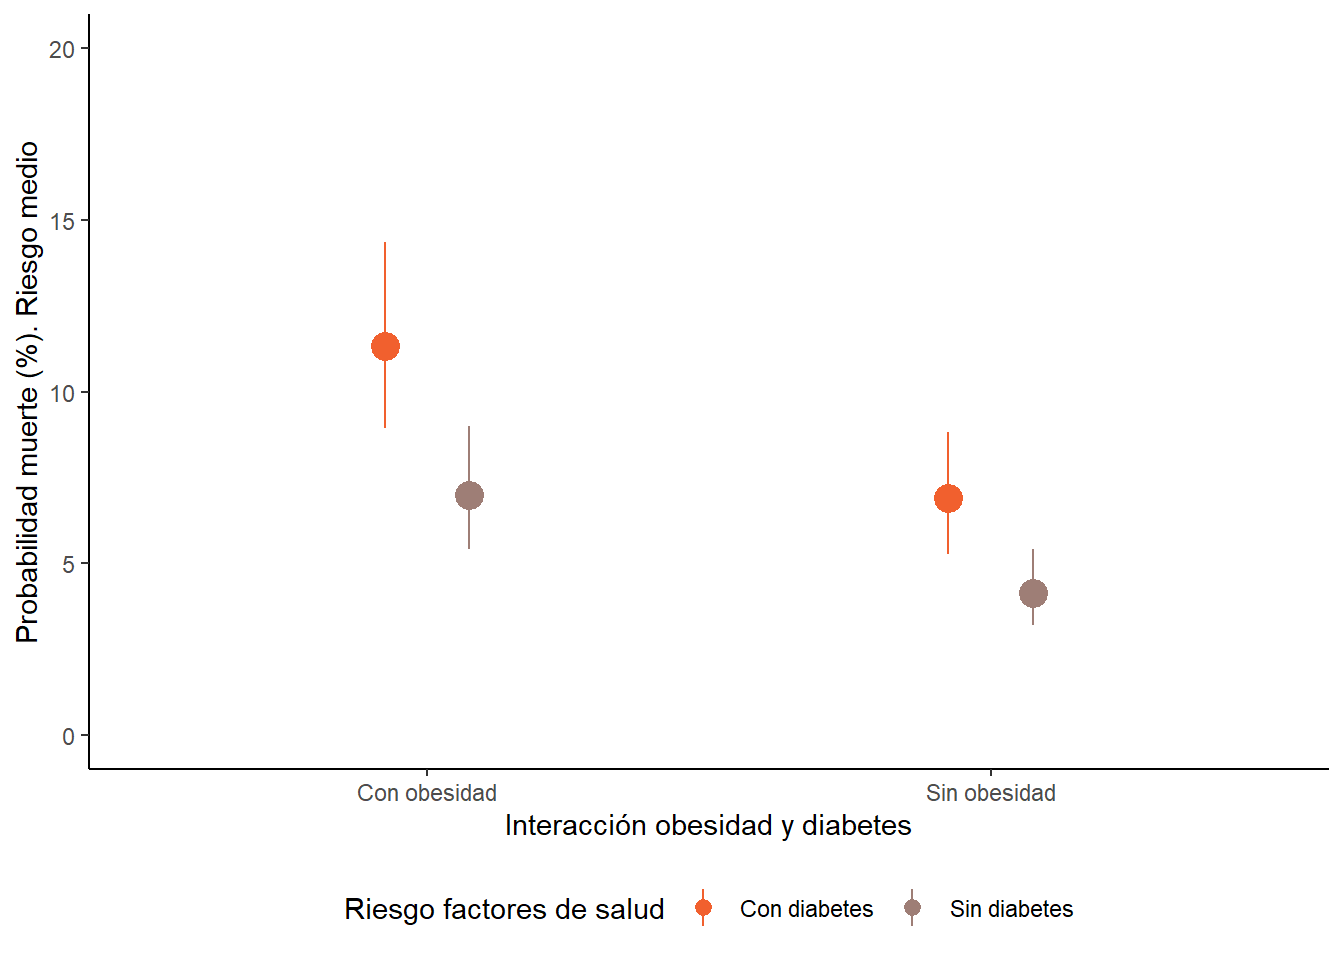 Probabilidad muerte (%). Riesgo medio
20
15
10
5
0
Con obesidad
Sin obesidad
Interacción obesidad y diabetes
Riesgo factores de salud
Con diabetes
Sin diabetes